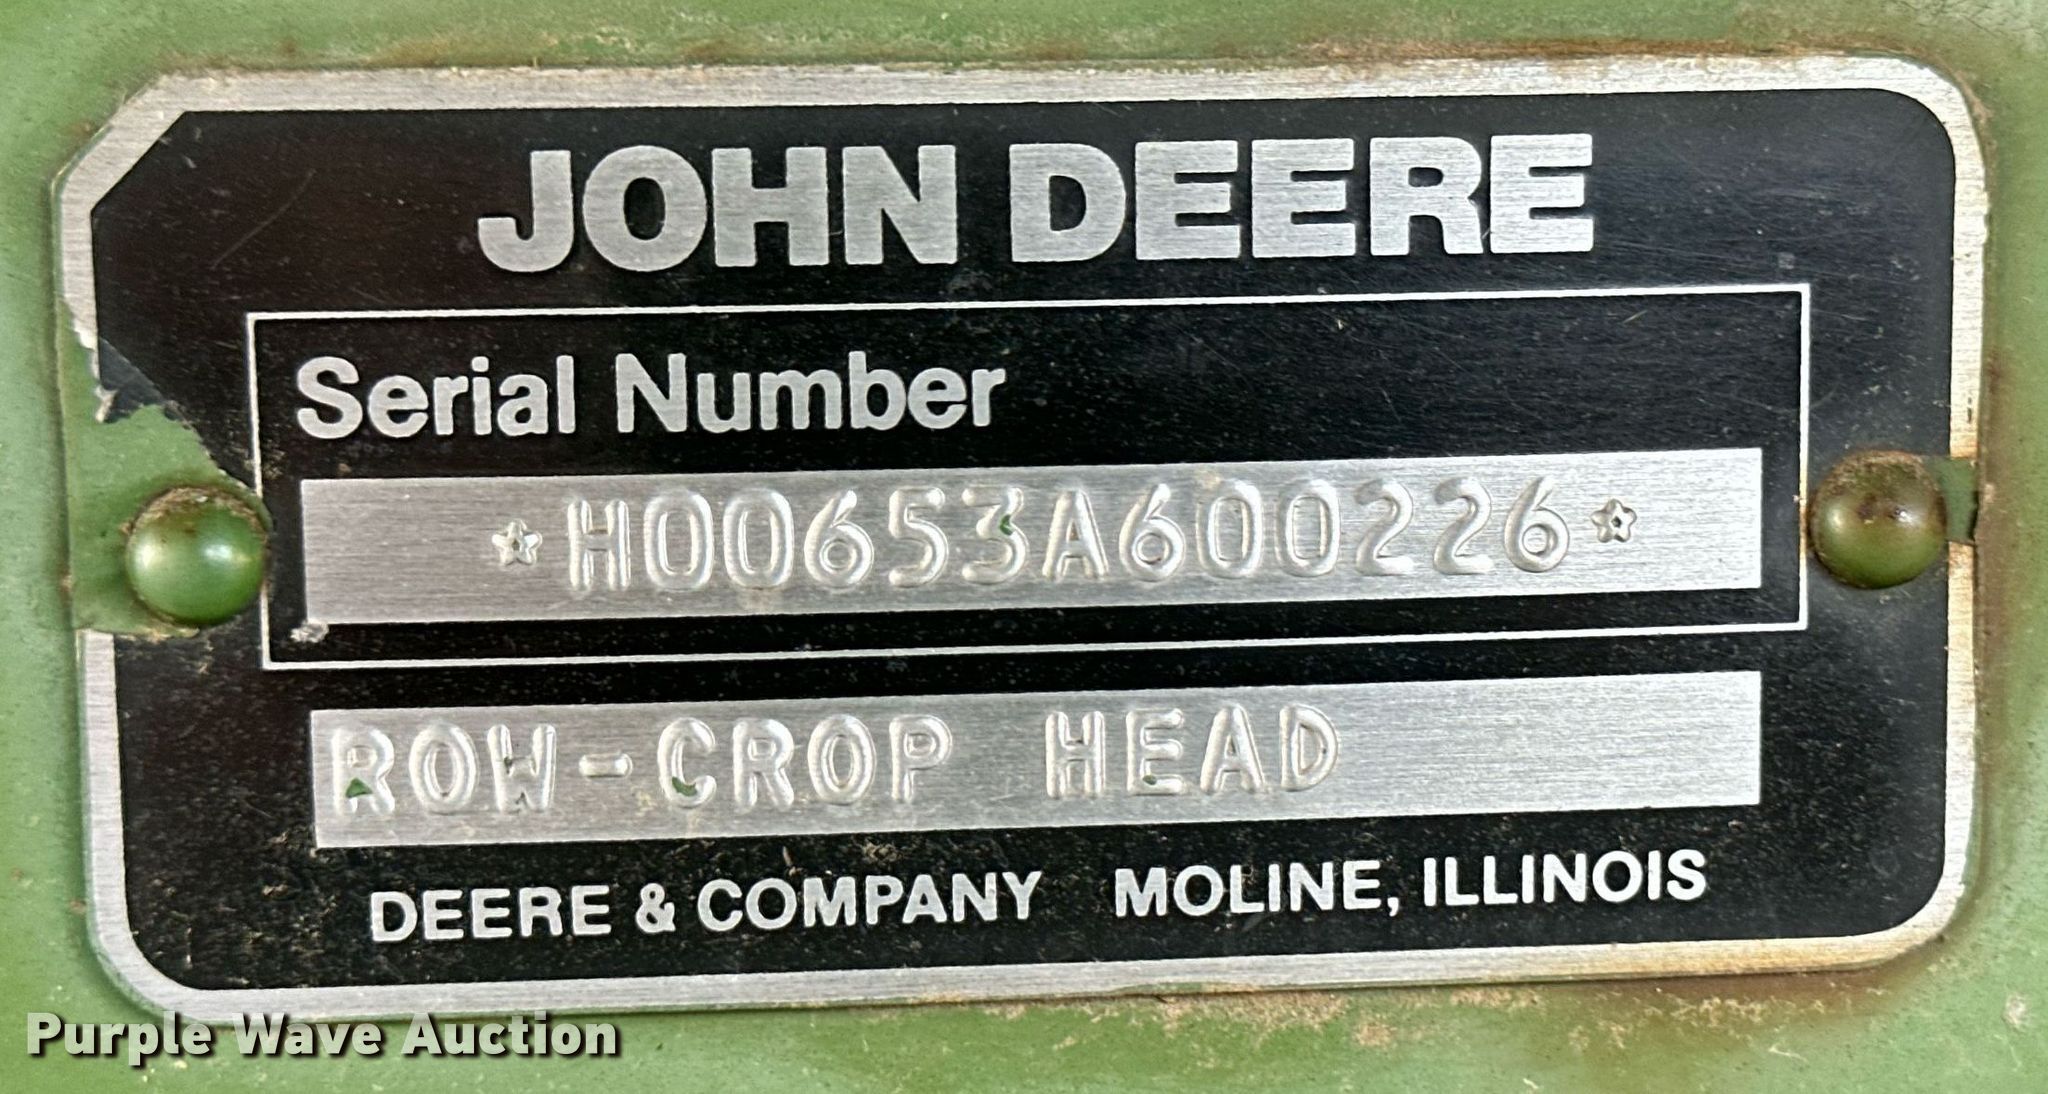 JOHN DEERE
Serial Number
*H00653A600226*
ROW-CROP HEAD
DEERE & COMPANY MOLINE, ILLINOIS
Purple Wave Auction